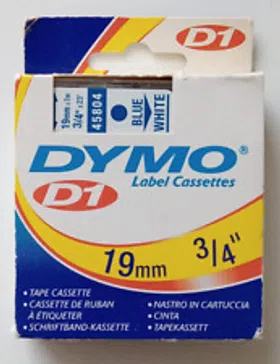 D1
19mm x 7m
3/4" x 23'
45804
BLUE
WHITE
DYMO®
D1 Label Cassettes
19mm 3/4"
• TAPE CASSETTE
• CASSETTE DE RUBAN
À ÉTIQUETER
• SCHRIFTBAND-KASSETTE
• NASTRO IN CARTUCCIA
• CINTA
• TAPEKASSETT